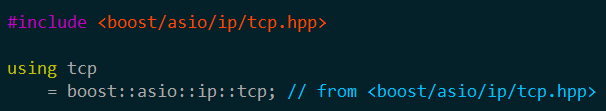 #include <boost/asio/ip/tcp.hpp>
using tcp
= boost::asio::ip::tcp; // from <boost/asio/ip/tcp.hpp>